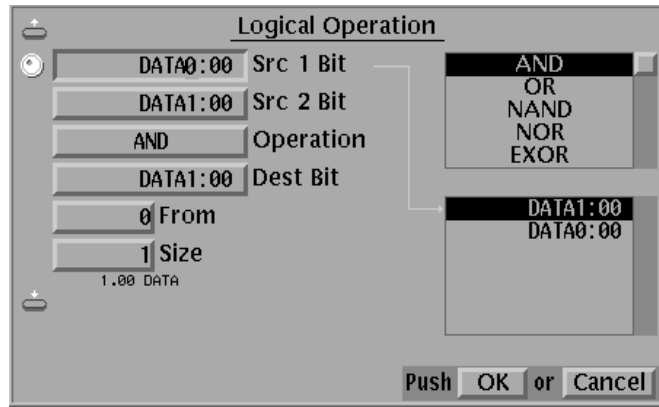 Logical Operation
DATA0:00 Src 1 Bit
DATA1:00 Src 2 Bit
AND Operation
DATA1:00 Dest Bit
0 From
1 Size
1.00 DATA
AND
OR
NAND
NOR
EXOR
DATA1:00
DATA0:00
Push OK or Cancel